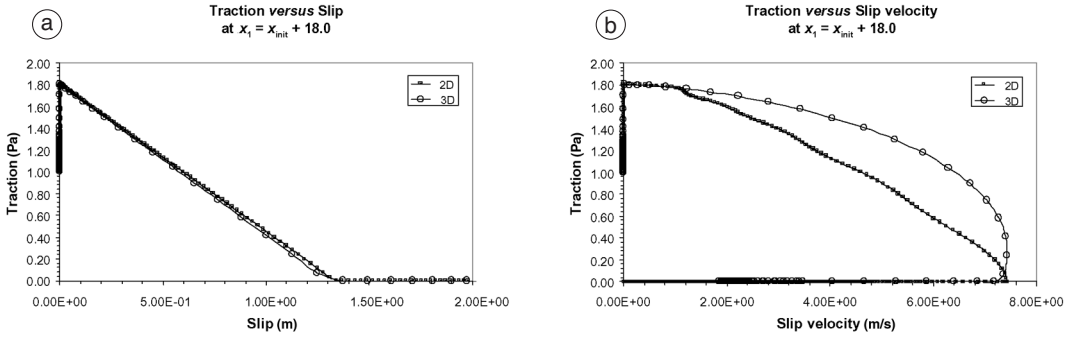 a
Traction versus Slip
at x1 = xinit + 18.0
Traction (Pa)
2.00
1.80
1.60
1.40
1.20
1.00
0.80
0.60
0.40
0.20
0.00
2D
3D
0.00E+00 5.00E-01 1.00E+00 1.50E+00 2.00E+00
Slip (m)
b
Traction versus Slip velocity
at x1 = xinit + 18.0
Traction (Pa)
2.00
1.80
1.60
1.40
1.20
1.00
0.80
0.60
0.40
0.20
0.00
2D
3D
0.00E+00 2.00E+00 4.00E+00 6.00E+00 8.00E+00
Slip velocity (m/s)